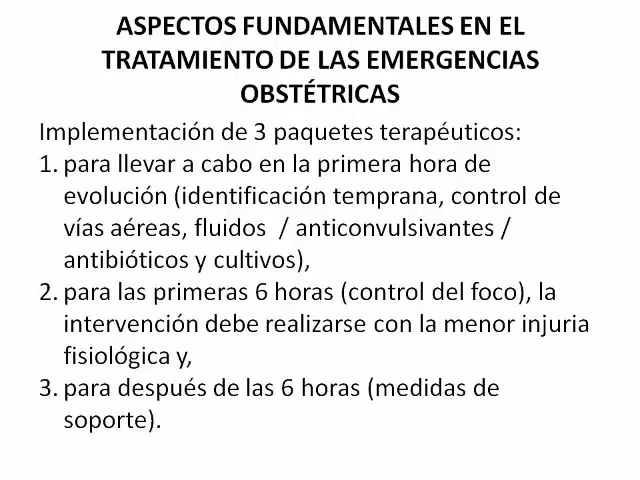 ASPECTOS FUNDAMENTALES EN EL
TRATAMIENTO DE LAS EMERGENCIAS
OBSTÉTRICAS
Implementación de 3 paquetes terapéuticos:
1. para llevar a cabo en la primera hora de
evolución (identificación temprana, control de
vías aéreas, fluidos / anticonvulsivantes /
antibióticos y cultivos),
2. para las primeras 6 horas (control del foco), la
intervención debe realizarse con la menor injuria
fisiológica y,
3. para después de las 6 horas (medidas de
soporte).